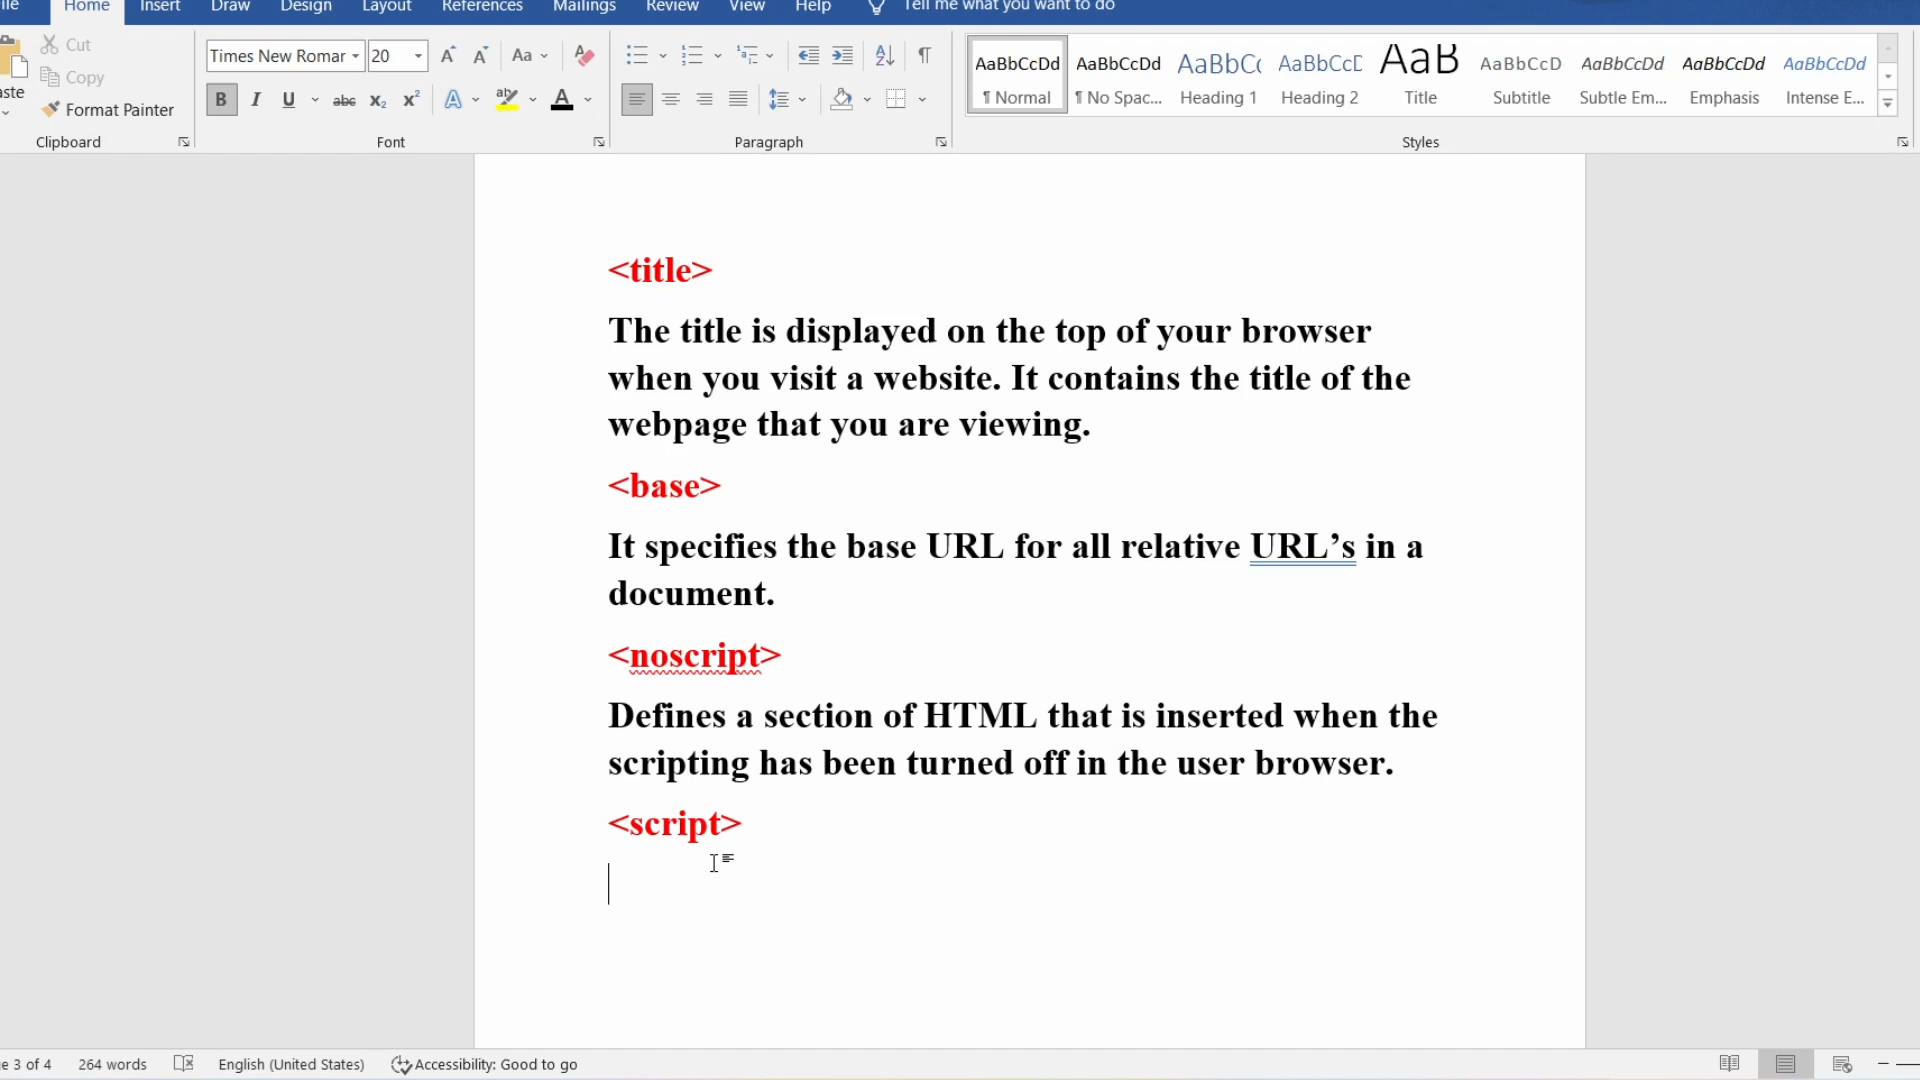 Home Insert Draw Design Layout References Mailings Review View Help Tell me what you want to do
Cut
Copy
Format Painter
Clipboard
Times New Romar 20
Aa
B I U abc x₂ x² A A
Font
Paragraph
AaBbCcDd AaBbCcDd AaBbCc AaBbCcD AaB AaBbCcD AaBbCcDd AaBbCcDd AaBbCcDd
¶ Normal ¶ No Spac... Heading 1 Heading 2 Title Subtitle Subtle Em... Emphasis Intense E...
Styles
<title>
The title is displayed on the top of your browser
when you visit a website. It contains the title of the
webpage that you are viewing.
<base>
It specifies the base URL for all relative URL’s in a
document.
<noscript>
Defines a section of HTML that is inserted when the
scripting has been turned off in the user browser.
<script>
3 of 4 264 words English (United States) Accessibility: Good to go